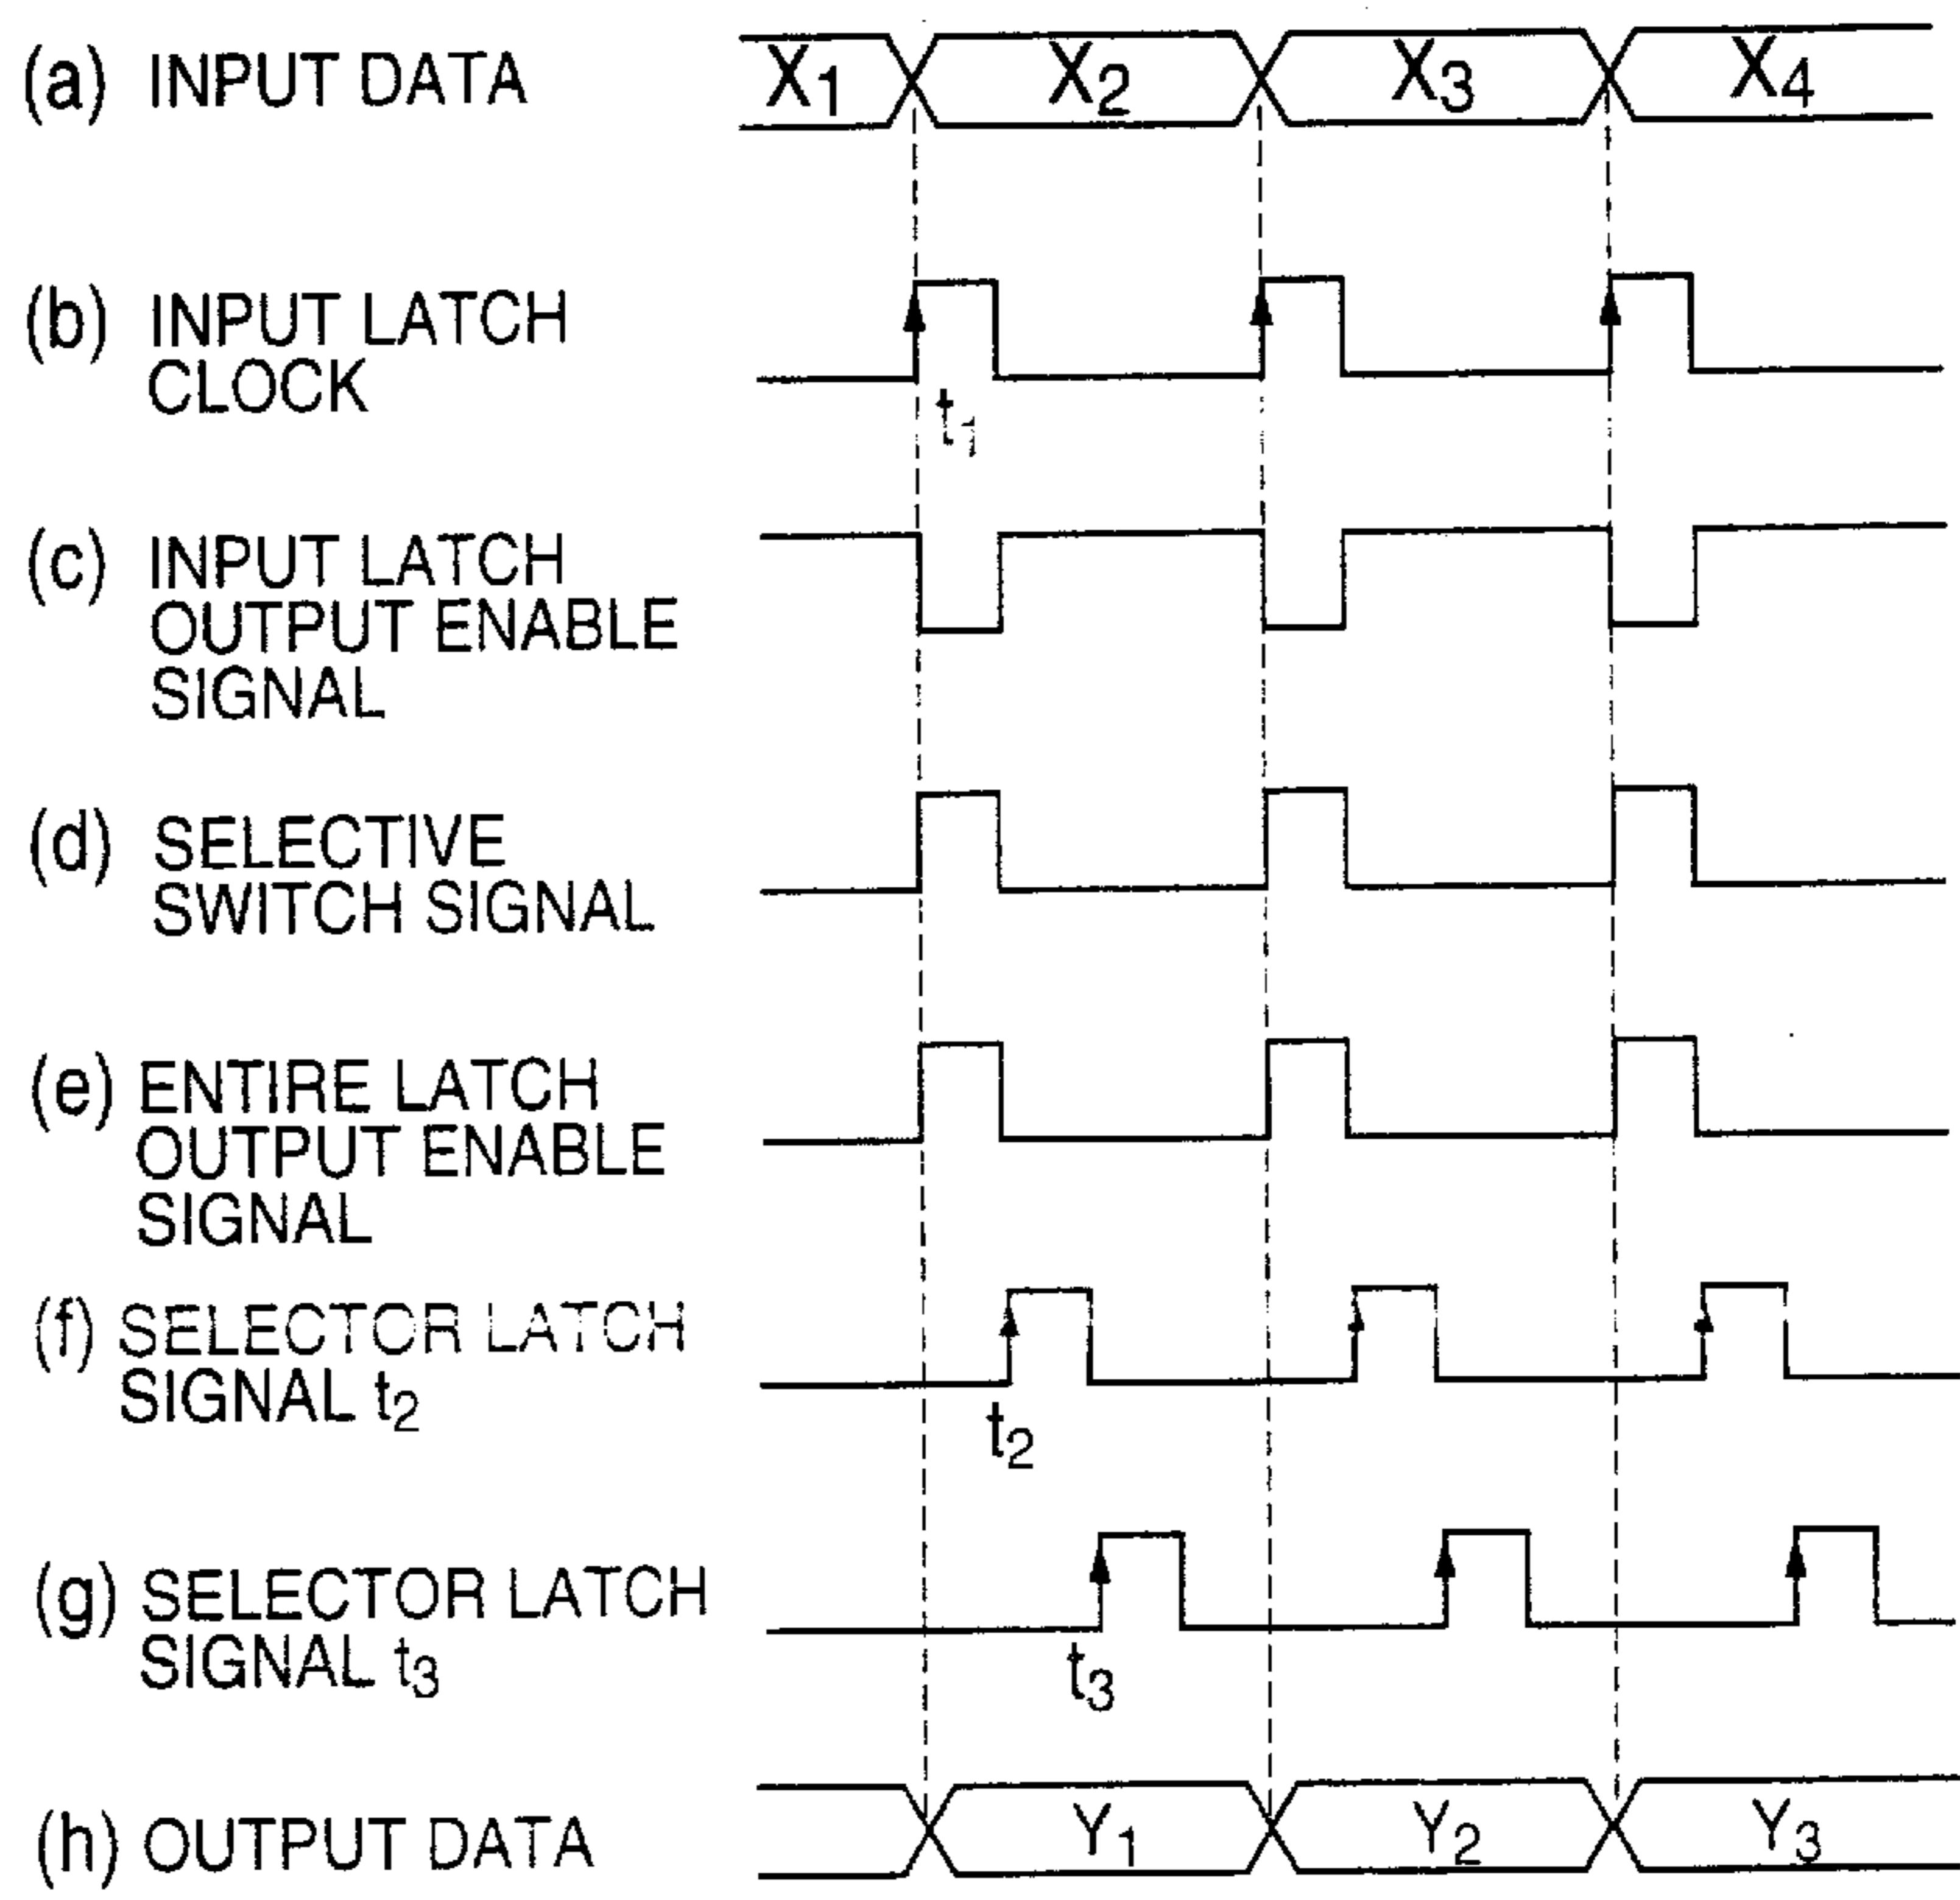 (a) INPUT DATA X1 X2 X3 X4
(b) INPUT LATCH
CLOCK
t1
(c) INPUT LATCH
OUTPUT ENABLE
SIGNAL
(d) SELECTIVE
SWITCH SIGNAL
(e) ENTIRE LATCH
OUTPUT ENABLE
SIGNAL
(f) SELECTOR LATCH
SIGNAL t2
t2
(g) SELECTOR LATCH
SIGNAL t3
t3
(h) OUTPUT DATA Y1 Y2 Y3